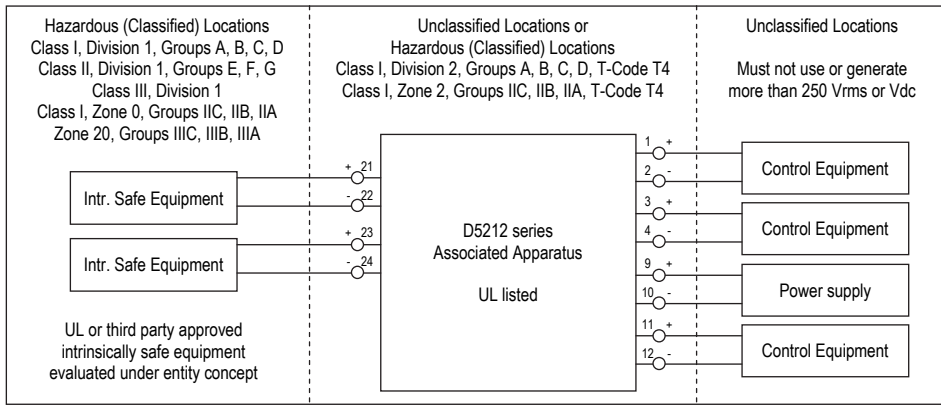 Hazardous (Classified) Locations
Class I, Division 1, Groups A, B, C, D
Class II, Division 1, Groups E, F, G
Class III, Division 1
Class I, Zone 0, Groups IIC, IIB, IIA
Zone 20, Groups IIIC, IIIB, IIIA
+ 21
Intr. Safe Equipment
- 22
+ 23
Intr. Safe Equipment
- 24
UL or third party approved
intrinsically safe equipment
evaluated under entity concept
Unclassified Locations or
Hazardous (Classified) Locations
Class I, Division 2, Groups A, B, C, D, T-Code T4
Class I, Zone 2, Groups IIC, IIB, IIA, T-Code T4
D5212 series
Associated Apparatus
UL listed
Unclassified Locations
Must not use or generate
more than 250 Vrms or Vdc
1 +
Control Equipment
2 -
3 +
Control Equipment
4 -
9 +
Power supply
10 -
11 +
Control Equipment
12 -